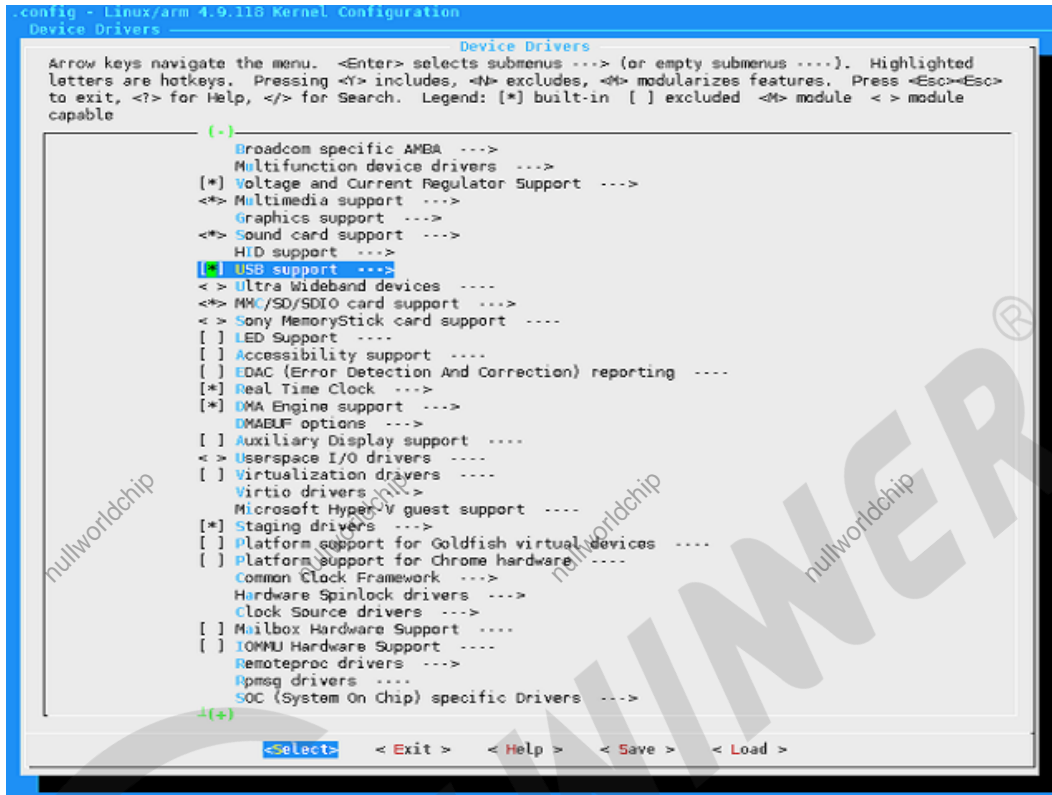 .config - Linux/arm 4.9.118 Kernel Configuration
Device Drivers
Device Drivers
Arrow keys navigate the menu.  <Enter> selects submenus ---> (or empty submenus ----).  Highlighted
letters are hotkeys.  Pressing <Y> includes, <N> excludes, <M> modularizes features.  Press <Esc><Esc>
to exit, <?> for Help, </> for Search.  Legend: [*] built-in  [ ] excluded  <M> module  < > module
capable
(-)
Broadcom specific AMBA  --->
Multifunction device drivers  --->
[*] Voltage and Current Regulator Support  --->
<*> Multimedia support  --->
Graphics support  --->
<*> Sound card support  --->
HID support  --->
[*] USB support  --->
< > Ultra Wideband devices  ----
<*> MMC/SD/SDIO card support  --->
< > Sony MemoryStick card support  ----
[ ] LED Support  ----
[ ] Accessibility support  ----
[ ] EDAC (Error Detection And Correction) reporting  ----
[*] Real Time Clock  --->
[*] DMA Engine support  --->
DMABUF options  --->
[ ] Auxiliary Display support  ----
< > Userspace I/O drivers  ----
[ ] Virtualization drivers  ----
Virtio drivers  --->
Microsoft Hyper-V guest support  ----
[*] Staging drivers  --->
[ ] Platform support for Goldfish virtual devices  ----
[ ] Platform support for Chrome hardware  ----
Common Clock Framework  --->
Hardware Spinlock drivers  --->
Clock Source drivers  --->
[ ] Mailbox Hardware Support  ----
[ ] IOMMU Hardware Support  ----
Remoteproc drivers  --->
Rpmsg drivers  ----
SOC (System On Chip) specific Drivers  --->
(+)
<Select>    < Exit >    < Help >    < Save >    < Load >
nullworldchip
nullworldchip
nullworldchip
nullworldchip
WINNER®